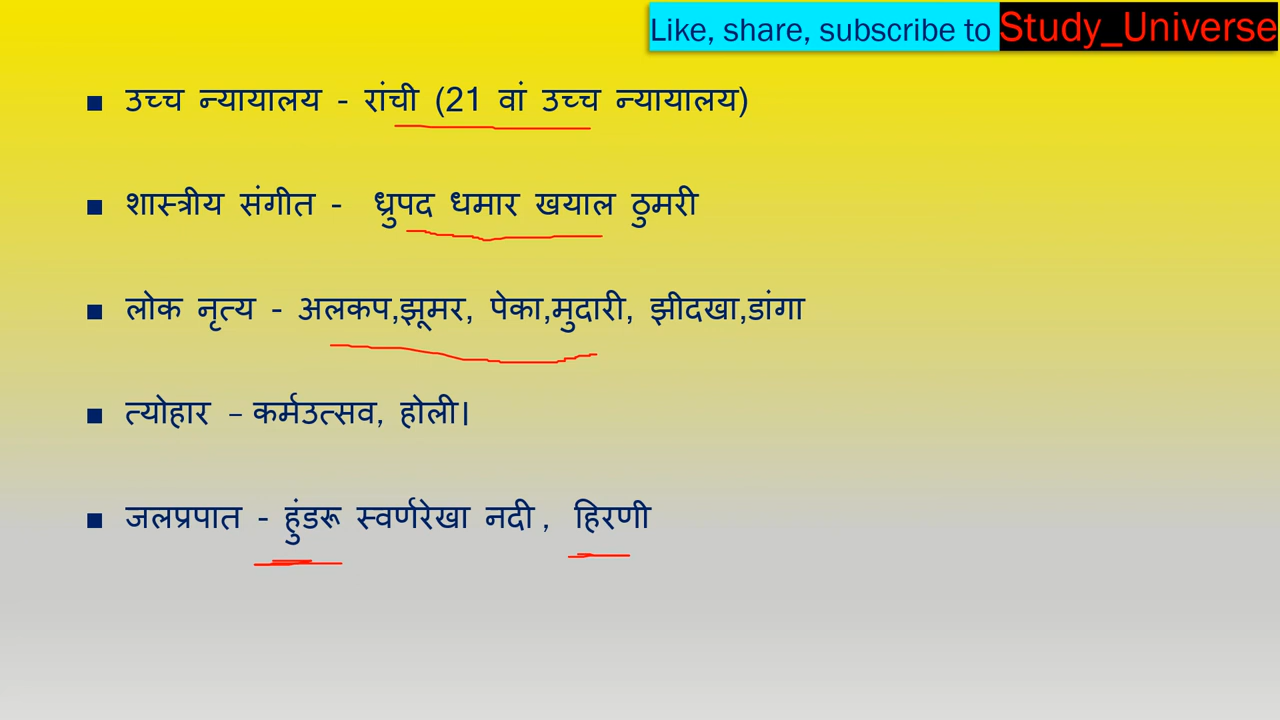 Like, share, subscribe to Study_Universe
▪ उच्च न्यायालय - रांची (21 वां उच्च न्यायालय)
▪ शास्त्रीय संगीत - ध्रुपद धमार खयाल ठुमरी
▪ लोक नृत्य - अलकप,झूमर, पेका,मुदारी, झीदखा,डांगा
▪ त्योहार – कर्मउत्सव, होली।
▪ जलप्रपात - हुंडरू स्वर्णरेखा नदी , हिरणी